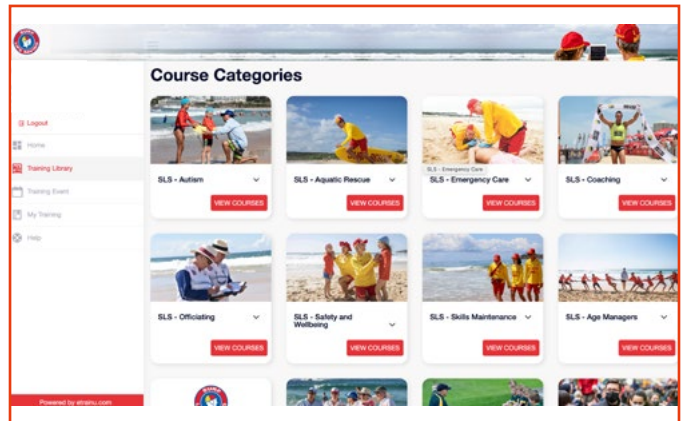 Course Categories
Logout
Home
Training Library
Training Event
My Training
Help
SLS - Autism
VIEW COURSES
SLS - Aquatic Rescue
VIEW COURSES
SLS - Emergency Care
SLS - Emergency Care
VIEW COURSES
SLS - Coaching
VIEW COURSES
SLS - Officiating
VIEW COURSES
SLS - Safety and
Wellbeing
VIEW COURSES
SLS - Skills Maintenance
VIEW COURSES
SLS - Age Managers
VIEW COURSES
Powered by etrainu.com